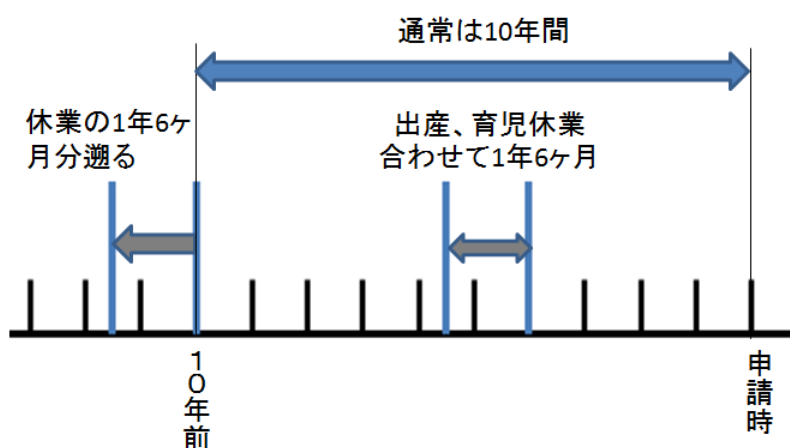 通常は10年間
休業の1年6ヶ
月分遡る
出産、育児休業
合わせて1年6ヶ月
10年前
申請時